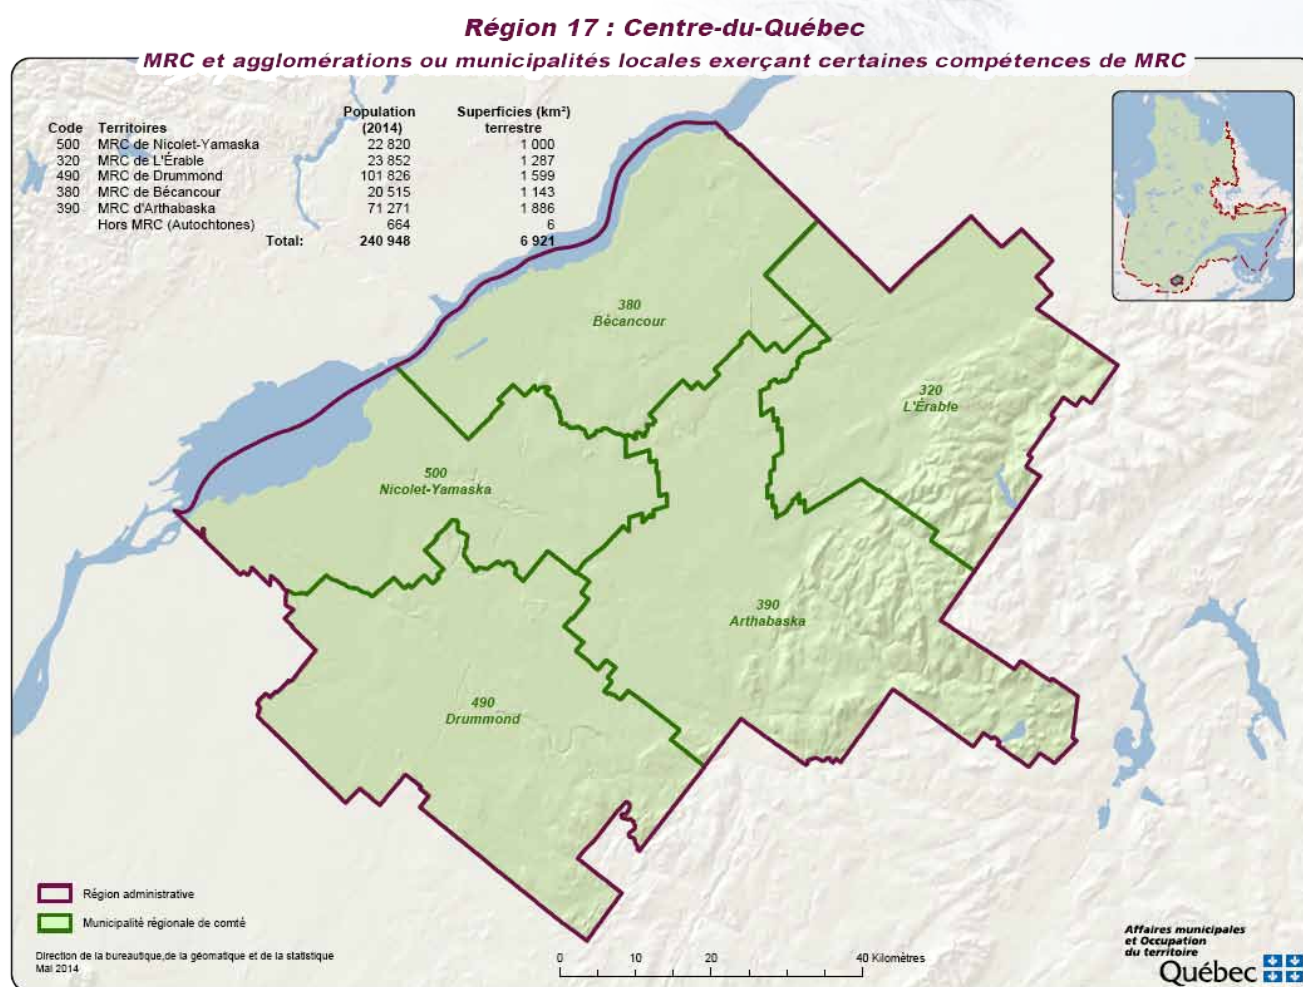 Région 17 : Centre-du-Québec
MRC et agglomérations ou municipalités locales exerçant certaines compétences de MRC
Population Superficies (km²)
Code Territoires (2014) terrestre
500 MRC de Nicolet-Yamaska 22 820 1 000
320 MRC de L'Érable 23 852 1 287
490 MRC de Drummond 101 826 1 599
380 MRC de Bécancour 20 515 1 143
390 MRC d'Arthabaska 71 271 1 886
Hors MRC (Autochtones) 664 6
Total: 240 948 6 921
380
Bécancour
320
L'Érable
500
Nicolet-Yamaska
390
Arthabaska
490
Drummond
Région administrative
Municipalité régionale de comté
Direction de la bureautique,de la géomatique et de la statistique
Mai 2014
0 10 20 40 Kilomètres
Affaires municipales
et Occupation
du territoire
Québec